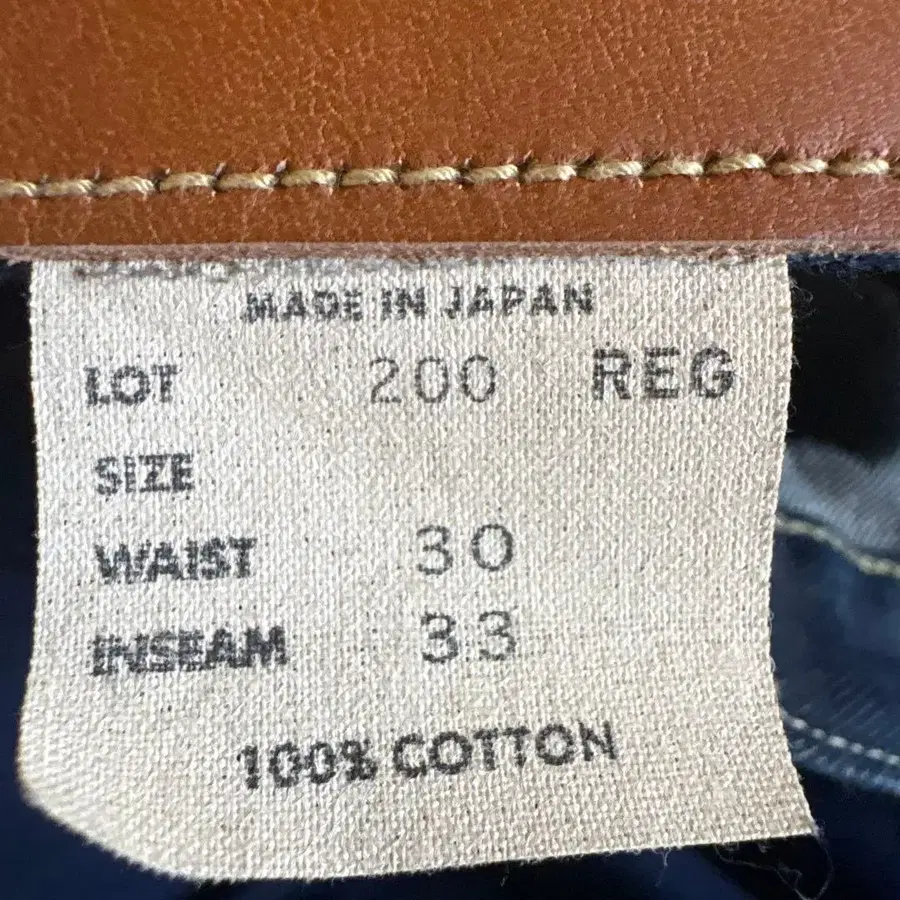 MADE IN JAPAN
LOT 200 REG
SIZE
WAIST 30
INSEAM 33
100% COTTON